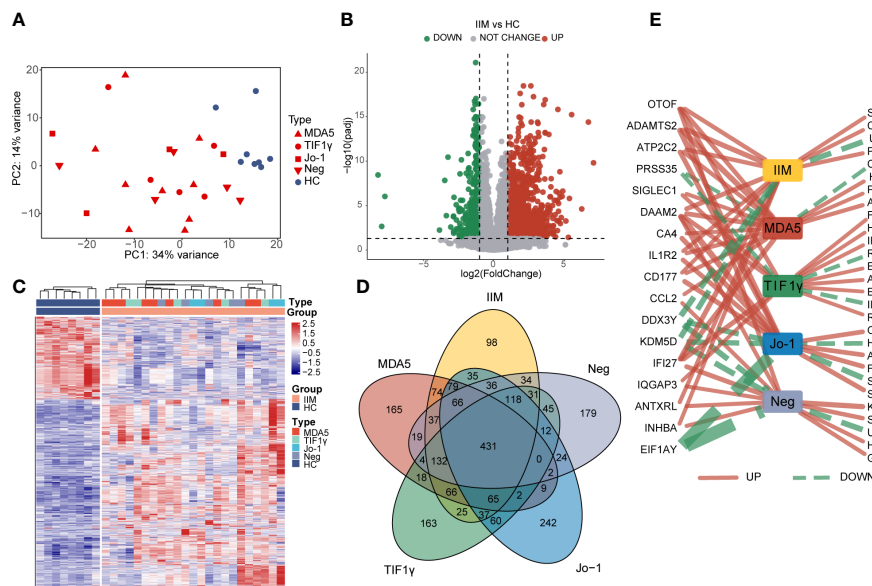 A
PC2: 14% variance
20
10
0
−10
−20
−10
0
10
20
PC1: 34% variance
Type
MDA5
TIF1γ
Jo-1
Neg
HC
B
IIM vs HC
DOWN NOT CHANGE UP
−log10(padj)
20
15
10
5
0
−5
0
5
log2(FoldChange)
C
Type
Group
2.5
1.5
0.5
−0.5
−1.5
−2.5
Group
IIM
HC
Type
MDA5
TIF1γ
Jo-1
Neg
HC
D
IIM
MDA5
Neg
TIF1γ
Jo−1
98
35
34
74
79
36
31
165
66
118
45
179
37
12
19
431
4
132
0
24
18
2
66
65
2
9
25
37
60
163
242
E
OTOF
ADAMTS2
ATP2C2
PRSS35
SIGLEC1
DAAM2
CA4
IL1R2
CD177
CCL2
DDX3Y
KDM5D
IFI27
IQGAP3
ANTXRL
INHBA
EIF1AY
IIM
MDA5
TIF1γ
Jo-1
Neg
UP DOWN